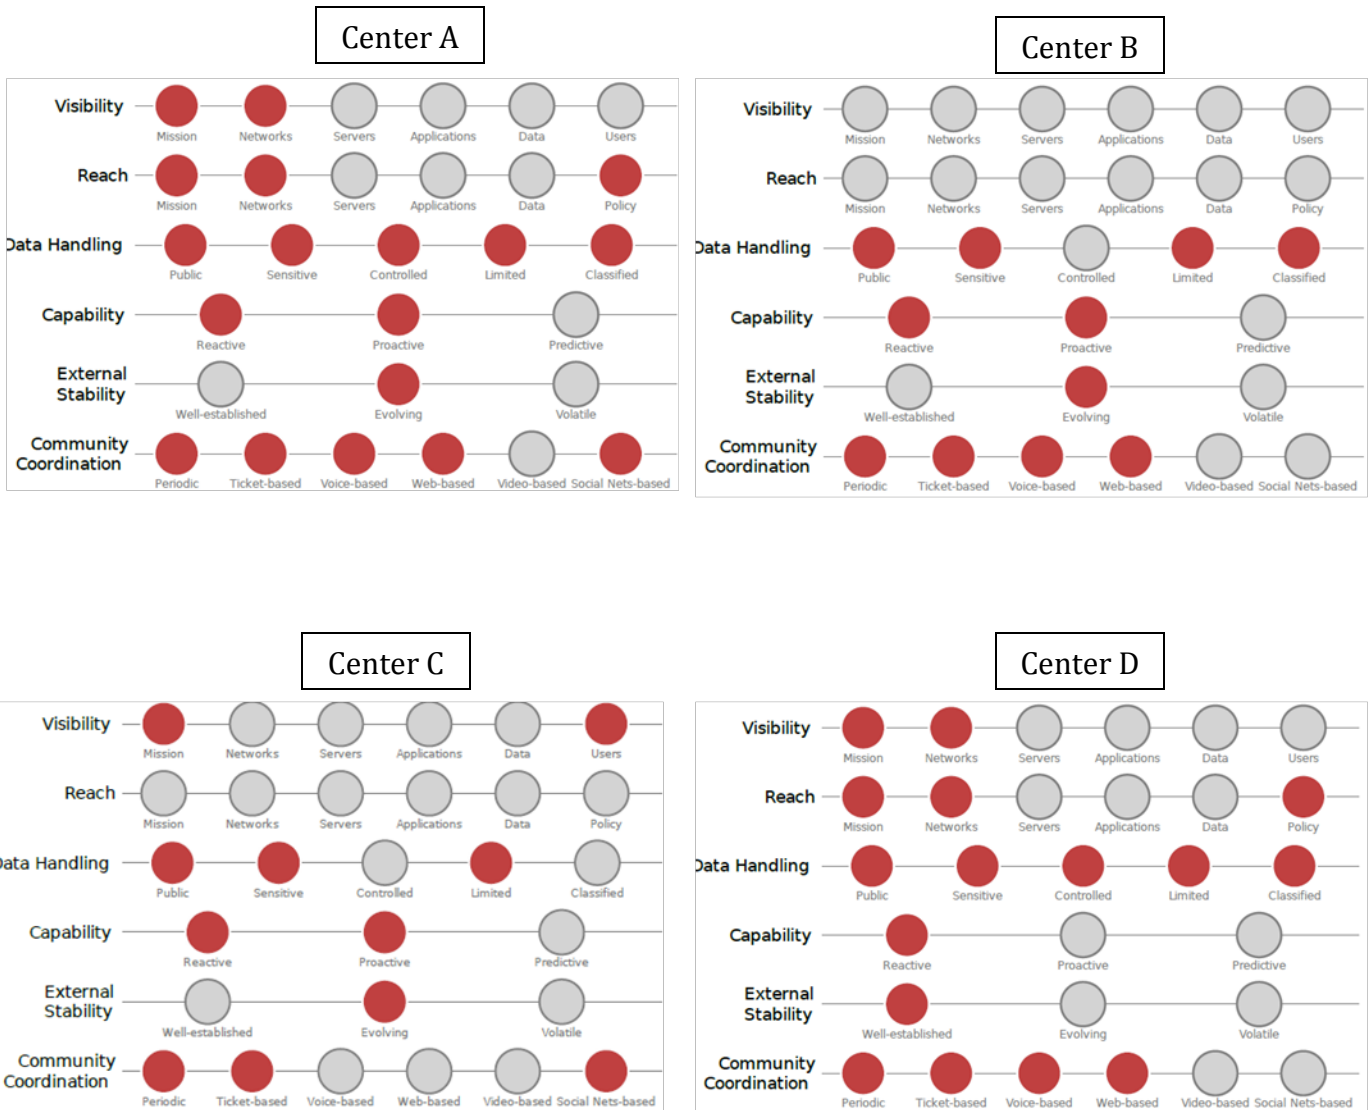 Center A
Visibility
Mission Networks Servers Applications Data Users
Reach
Mission Networks Servers Applications Data Policy
Data Handling
Public Sensitive Controlled Limited Classified
Capability
Reactive Proactive Predictive
External
Stability
Well-established Evolving Volatile
Community
Coordination
Periodic Ticket-based Voice-based Web-based Video-based Social Nets-based
Center B
Visibility
Mission Networks Servers Applications Data Users
Reach
Mission Networks Servers Applications Data Policy
Data Handling
Public Sensitive Controlled Limited Classified
Capability
Reactive Proactive Predictive
External
Stability
Well-established Evolving Volatile
Community
Coordination
Periodic Ticket-based Voice-based Web-based Video-based Social Nets-based
Center C
Visibility
Mission Networks Servers Applications Data Users
Reach
Mission Networks Servers Applications Data Policy
Data Handling
Public Sensitive Controlled Limited Classified
Capability
Reactive Proactive Predictive
External
Stability
Well-established Evolving Volatile
Community
Coordination
Periodic Ticket-based Voice-based Web-based Video-based Social Nets-based
Center D
Visibility
Mission Networks Servers Applications Data Users
Reach
Mission Networks Servers Applications Data Policy
Data Handling
Public Sensitive Controlled Limited Classified
Capability
Reactive Proactive Predictive
External
Stability
Well-established Evolving Volatile
Community
Coordination
Periodic Ticket-based Voice-based Web-based Video-based Social Nets-based